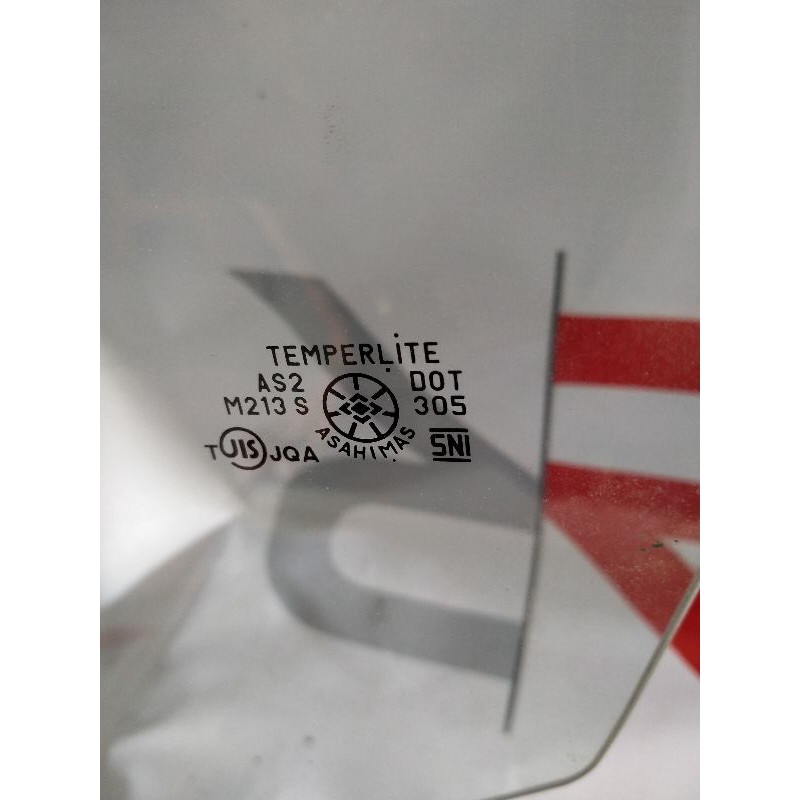 TEMPERLITE
AS2 DOT
M213 S 305
ASAHIMAS
T JIS JQA SNI